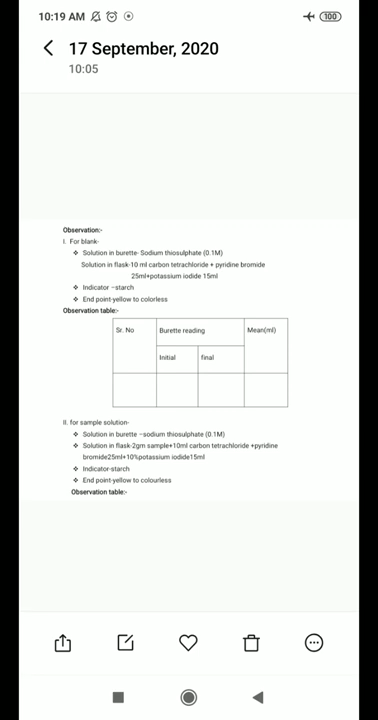 10:19 AM
100
17 September, 2020
10:05
Observation:-
I. For blank-
❖ Solution in burette- Sodium thiosulphate (0.1M)
Solution in flask-10 ml carbon tetrachloride + pyridine bromide
25ml+potassium iodide 15ml
❖ Indicator –starch
❖ End point-yellow to colorless
Observation table:-
Sr. No Burette reading Mean(ml)
Initial final
II. for sample solution-
❖ Solution in burette –sodium thiosulphate (0.1M)
❖ Solution in flask-2gm sample+10ml carbon tetrachloride +pyridine
bromide25ml+10%potassium iodide15ml
❖ Indicator-starch
❖ End point-yellow to colourless
Observation table:-